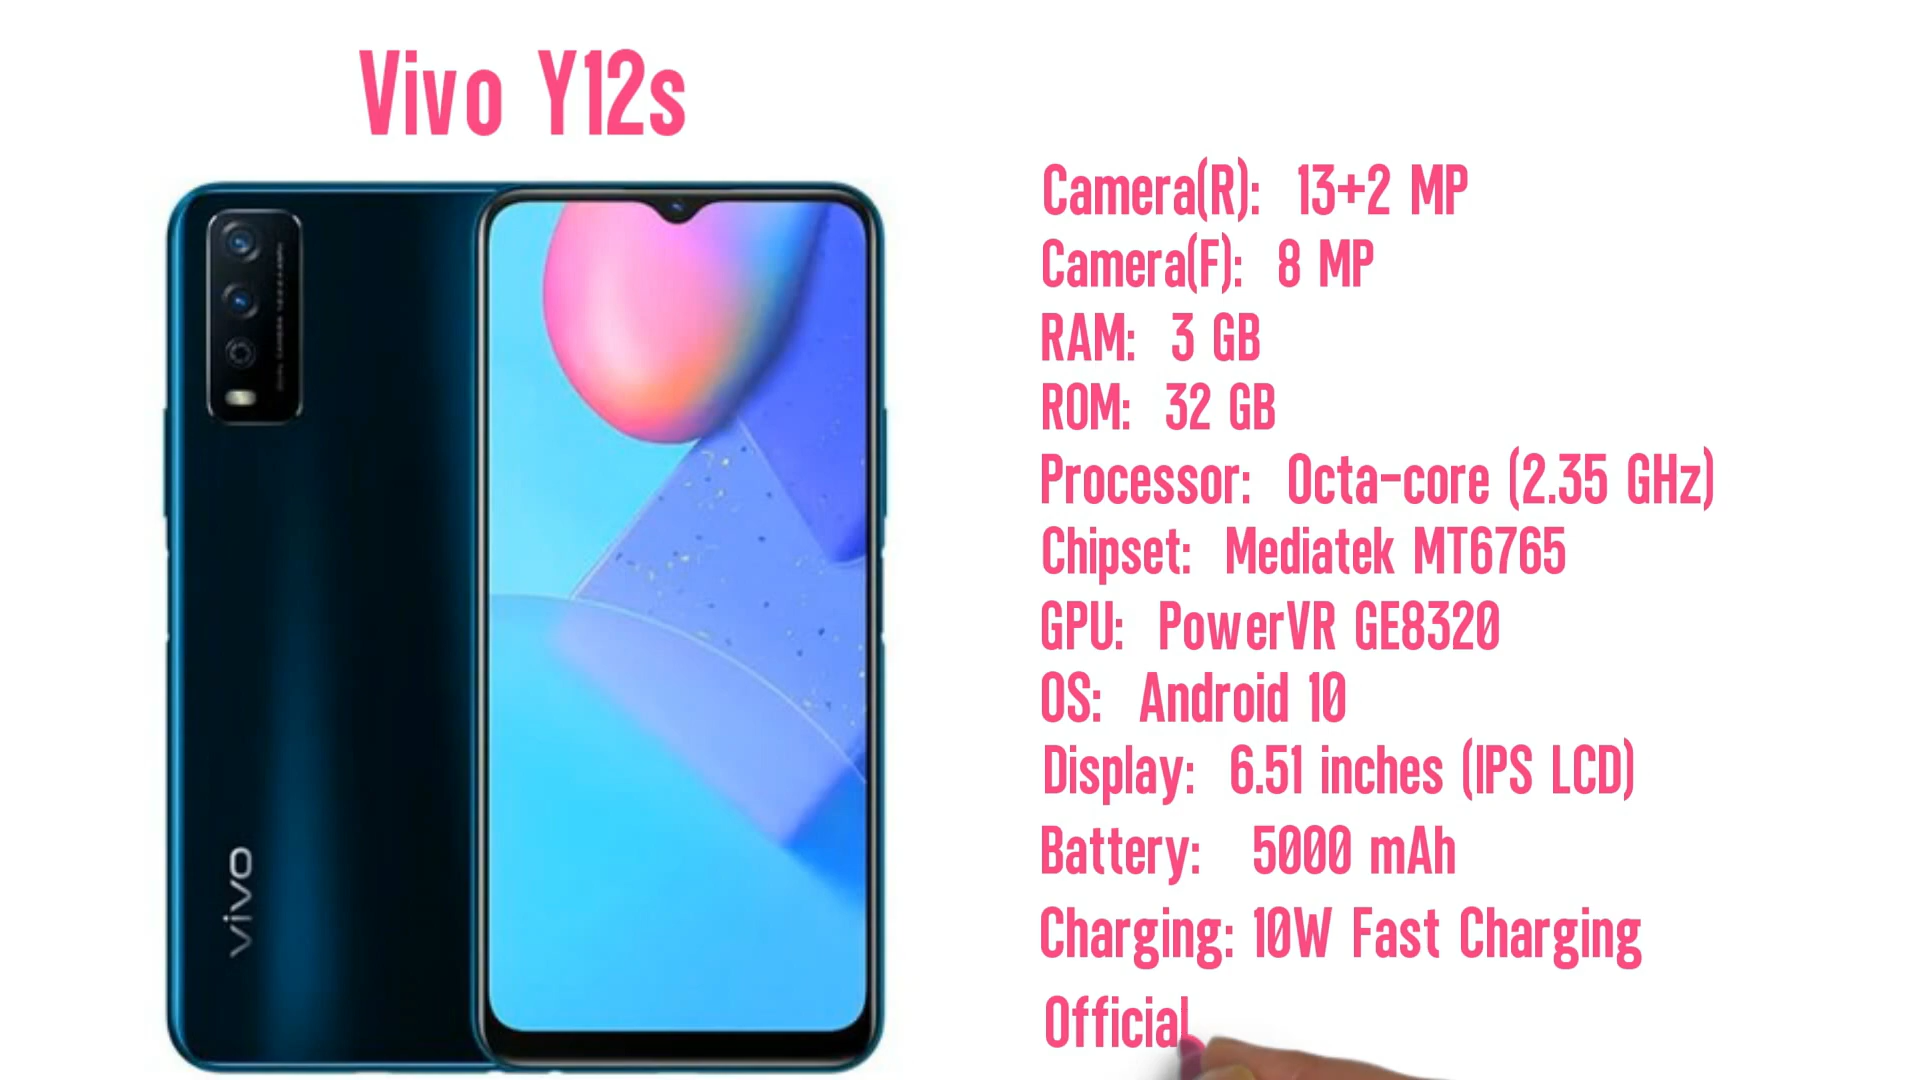 Vivo Y12s
Camera(R): 13+2 MP
Camera(F): 8 MP
RAM: 3 GB
ROM: 32 GB
Processor: Octa-core (2.35 GHz)
Chipset: Mediatek MT6765
GPU: PowerVR GE8320
OS: Android 10
Display: 6.51 inches (IPS LCD)
Battery: 5000 mAh
Charging: 10W Fast Charging
Official
vivo